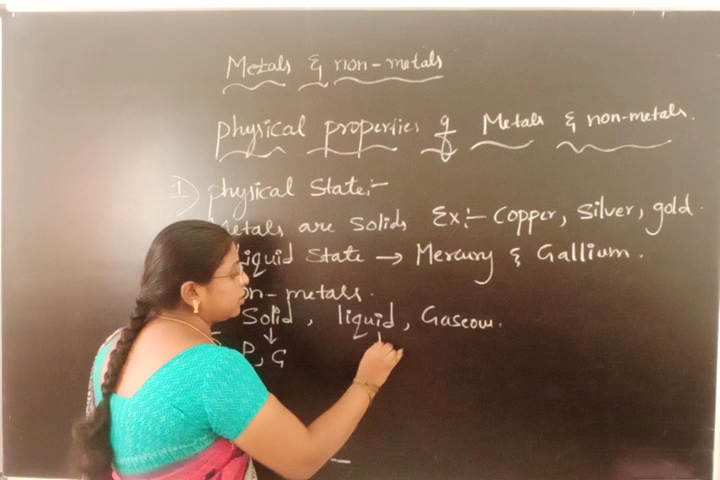 Metals & non-metals
physical properties of Metals & non-metals.
1) physical State:-
Metals are solids Ex:- Copper, Silver, gold.
liquid State → Mercury & Gallium.
on-metals.
Solid, liquid, Gaseous.
P,